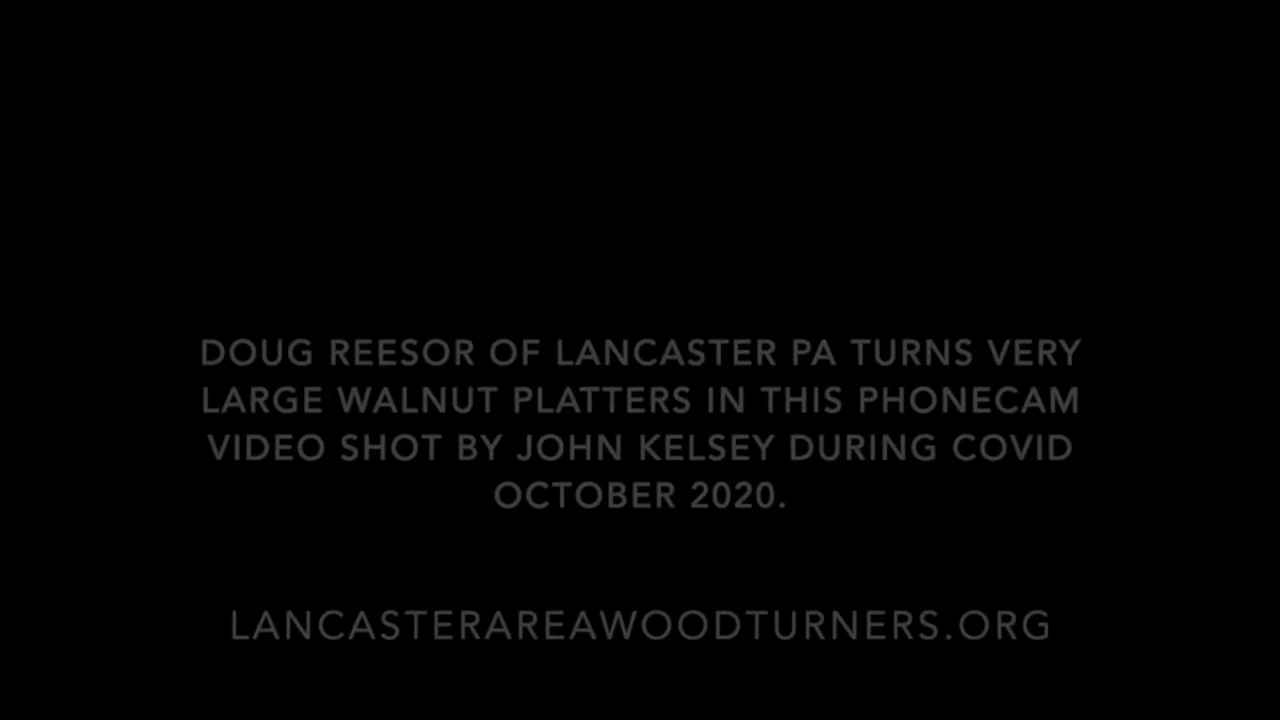 DOUG REESOR OF LANCASTER PA TURNS VERY
LARGE WALNUT PLATTERS IN THIS PHONECAM
VIDEO SHOT BY JOHN KELSEY DURING COVID
OCTOBER 2020.
LANCASTERAREAWOODTURNERS.ORG